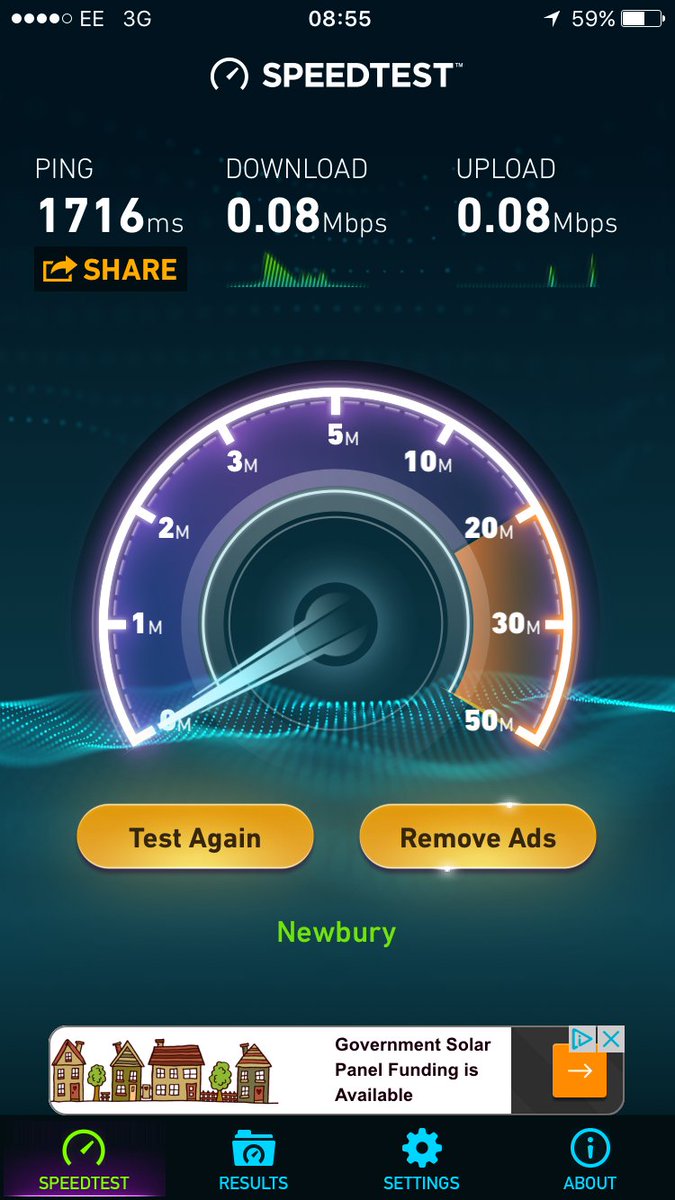 EE 3G 08:55 59%
SPEEDTEST™
PING DOWNLOAD UPLOAD
1716ms 0.08Mbps 0.08Mbps
SHARE
5M
3M 10M
2M 20M
1M 30M
0M 50M
Test Again Remove Ads
Newbury
Government Solar
Panel Funding is
Available
SPEEDTEST RESULTS SETTINGS ABOUT